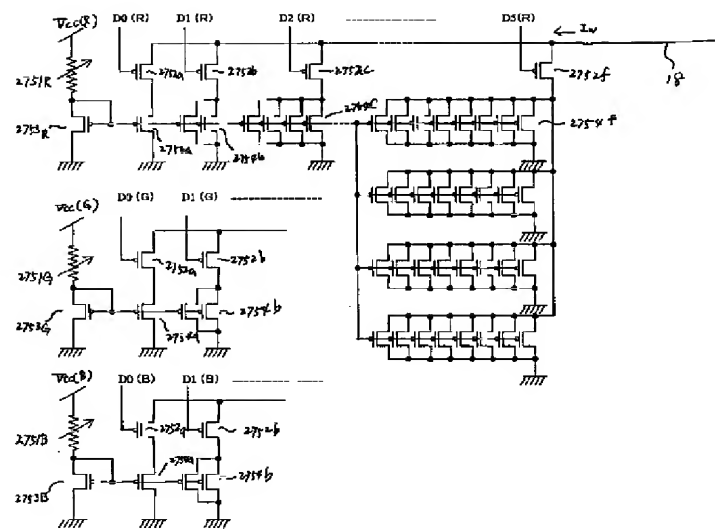 Vcc(R)
D0(R)
D1(R)
D2(R)
D5(R)
Iw
2751R
2752a
2752b
2752C
2752f
18
2753R
2754a
2754b
2754C
2754f
Vcc(G)
D0(G)
D1(G)
2751G
2752a
2752b
2753G
2754a
2754b
Vcc(B)
D0(B)
D1(B)
2751B
2752a
2752b
2753B
2754a
2754b